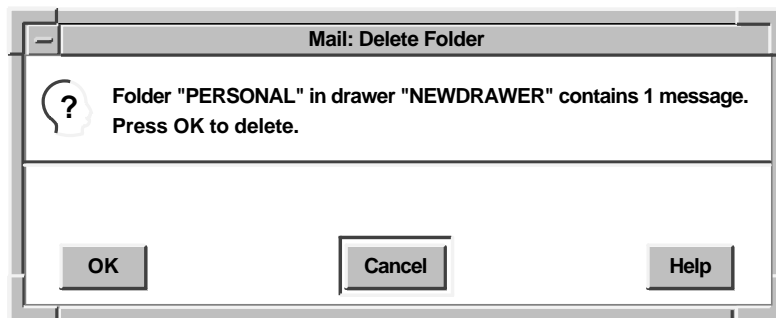 Mail: Delete Folder
?
Folder "PERSONAL" in drawer "NEWDRAWER" contains 1 message.
Press OK to delete.
OK Cancel Help